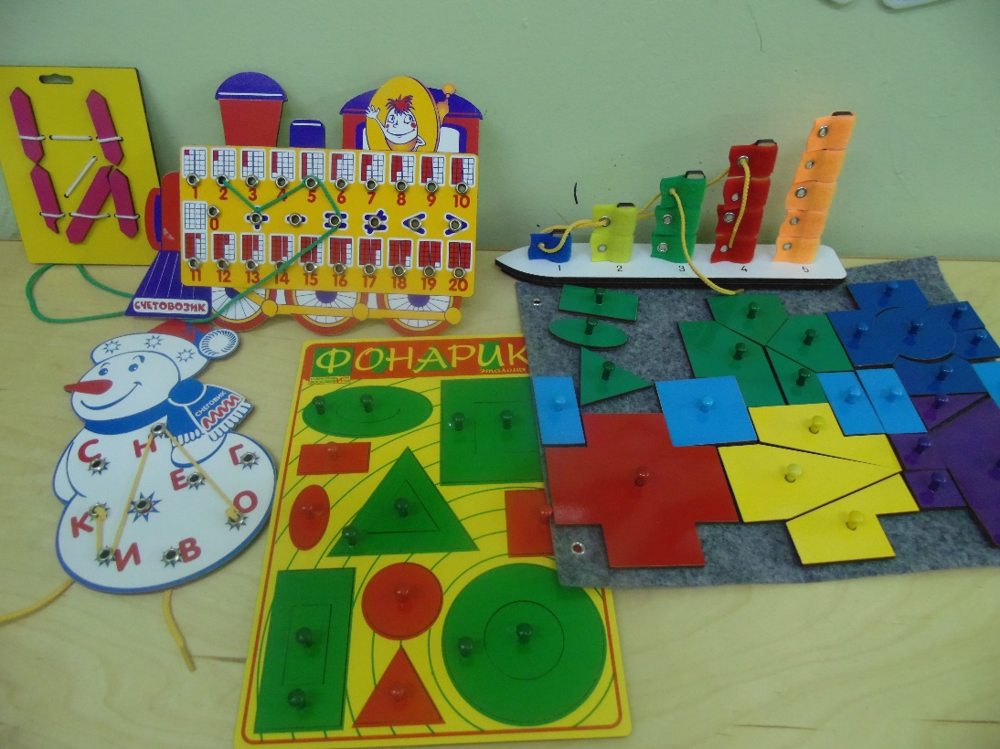 1 2 3 4 5 6 7 8 9 10
0
11 12 13 14 15 16 17 18 19 20
СЧЕТОВОЗИК
1 2 3 4 5
СНЕГОВИК
С Н Е Г
К И В О
ФОНАРИК
эталоны